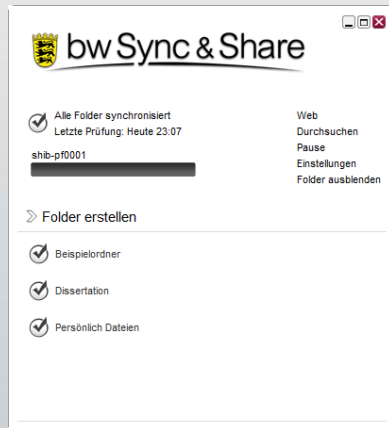 bw Sync & Share
Alle Folder synchronisiert
Letzte Prüfung: Heute 23:07
shib-pf0001
Web
Durchsuchen
Pause
Einstellungen
Folder ausblenden
Folder erstellen
Beispielordner
Dissertation
Persönlich Dateien